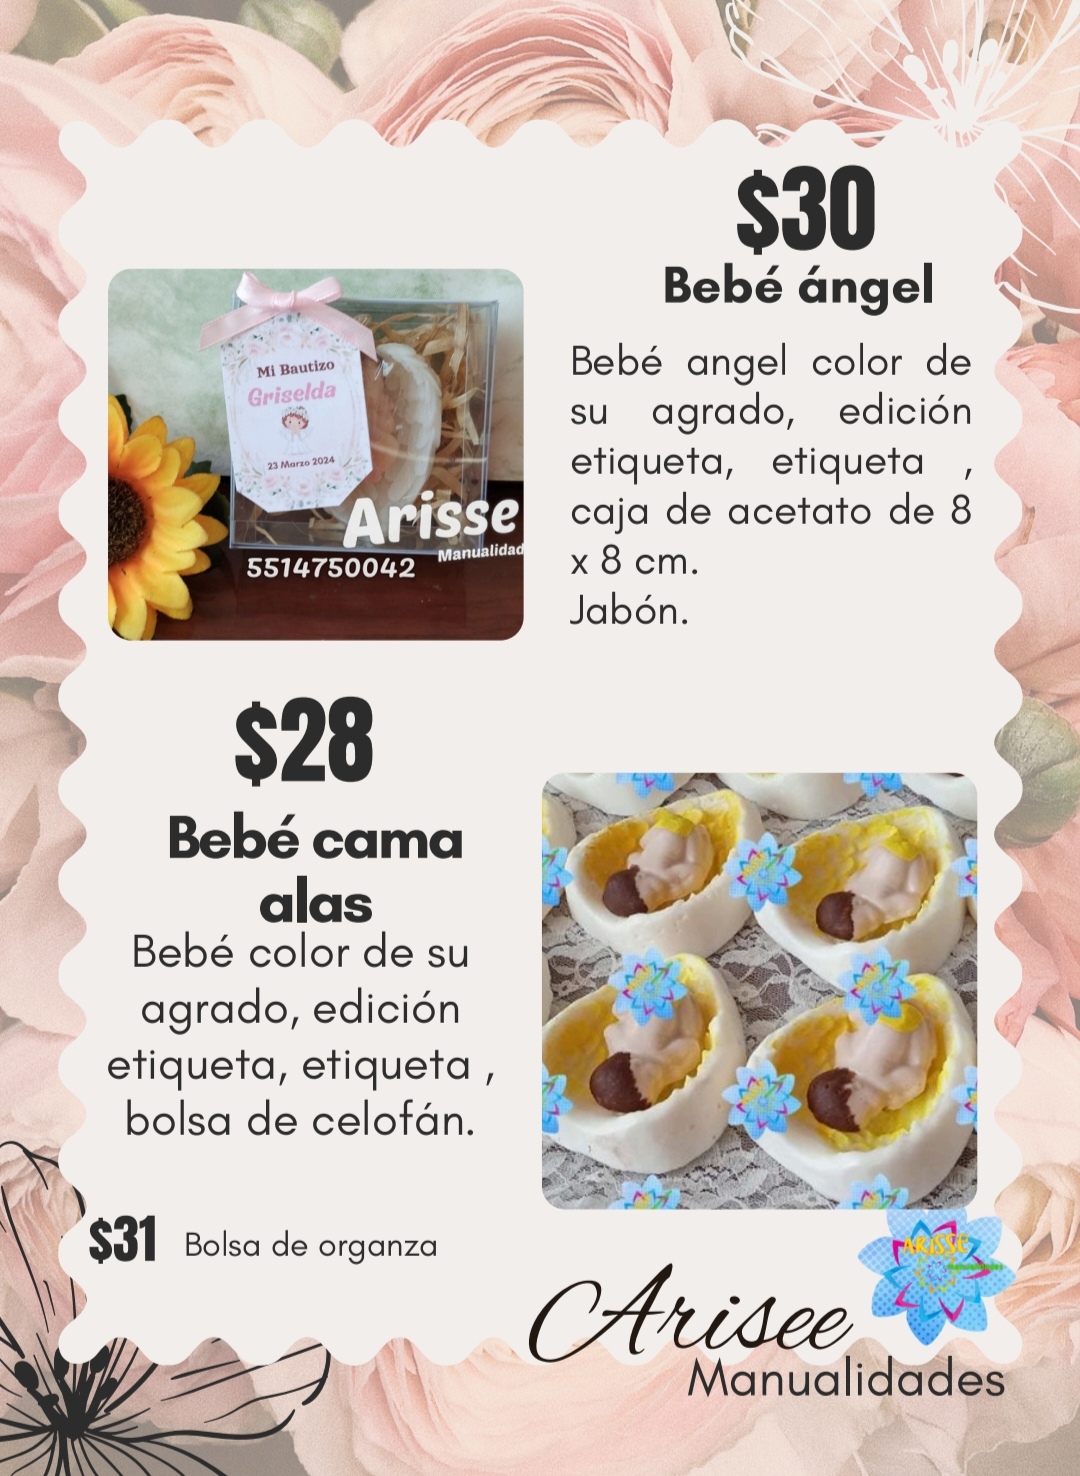 $30
Bebé ángel
Bebé angel color de
su agrado, edición
etiqueta, etiqueta ,
caja de acetato de 8
x 8 cm.
Jabón.
Mi Bautizo
Griselda
23 Marzo 2024
Arisse
Manualidad
5514750042
$28
Bebé cama
alas
Bebé color de su
agrado, edición
etiqueta, etiqueta ,
bolsa de celofán.
$31 Bolsa de organza
ARISSE
Arisee
Manualidades